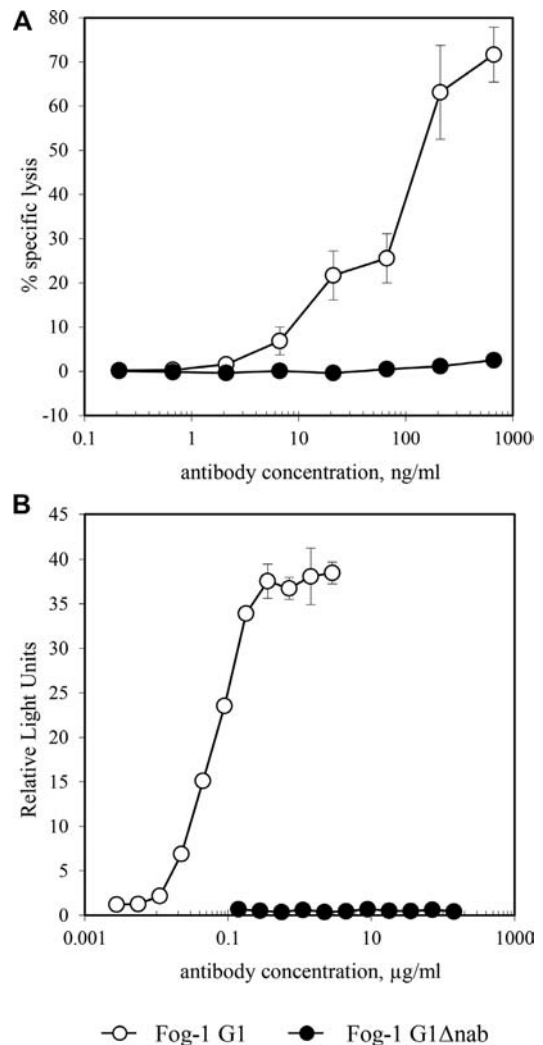 A
80
70
60
50
40
30
20
10
0
-10
% specific lysis
0.1 1 10 100 1000
antibody concentration, ng/ml
B
45
40
35
30
25
20
15
10
5
0
Relative Light Units
0.001 0.1 10 1000
antibody concentration, µg/ml
Fog-1 G1 Fog-1 G1Δnab